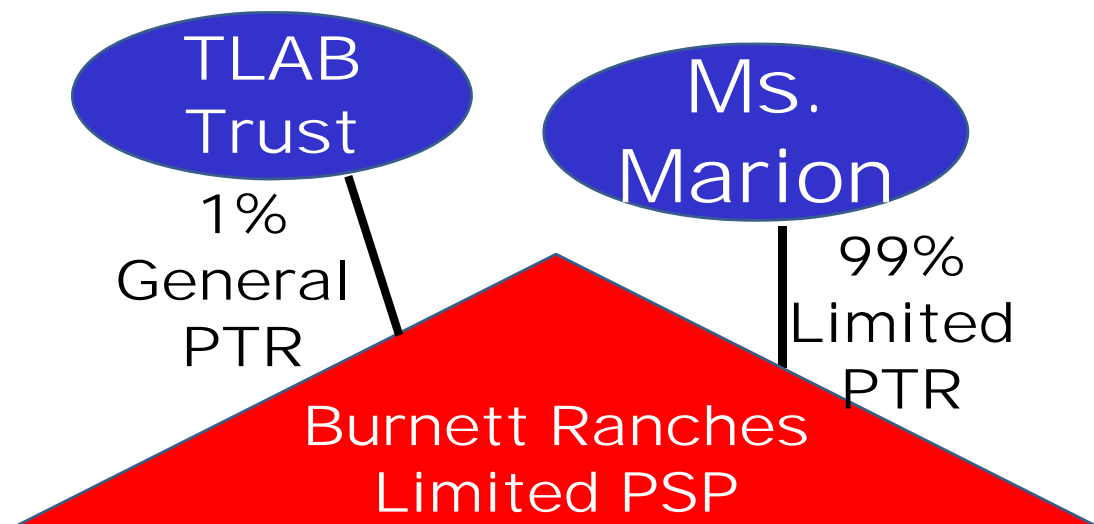 TLAB
Trust
Ms.
Marion
1%
General
PTR
99%
Limited
PTR
Burnett Ranches
Limited PSP